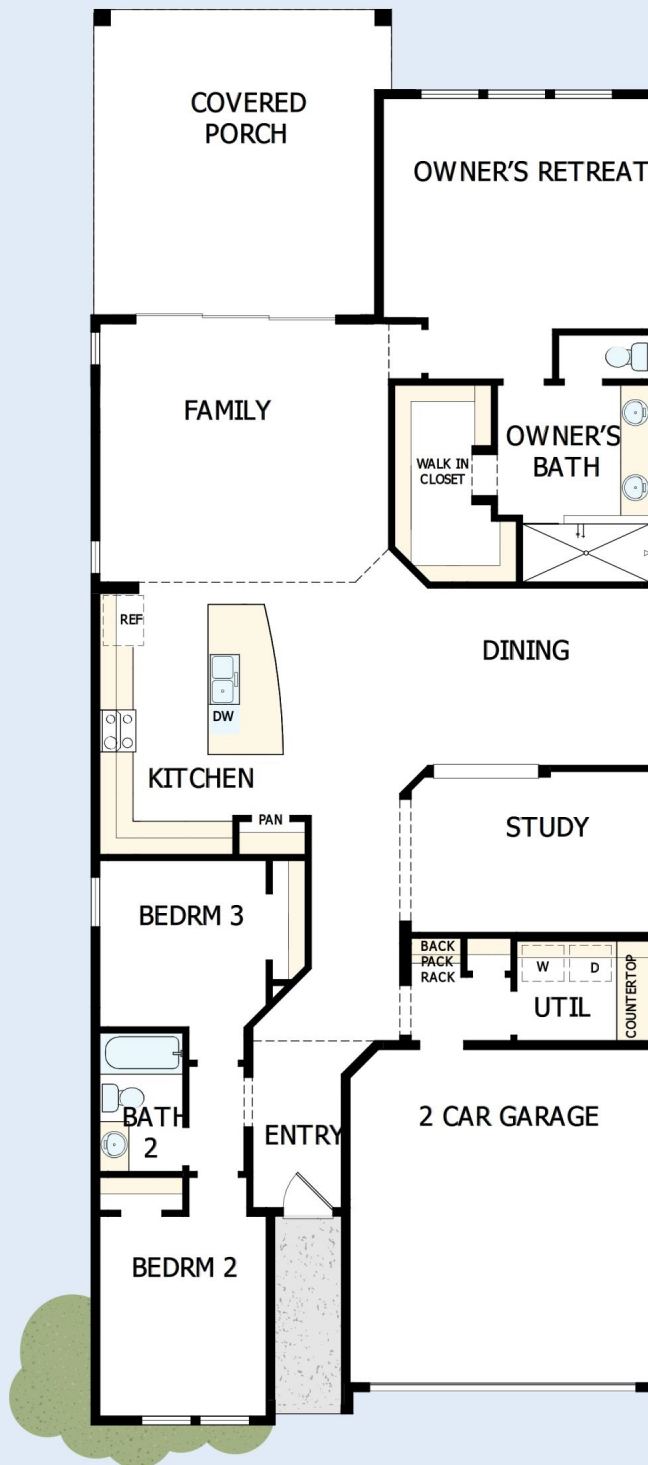 COVERED
PORCH
OWNER'S RETREAT
FAMILY
WALK IN
CLOSET
OWNER'S
BATH
REF
DINING
DW
KITCHEN
PAN
STUDY
BEDRM 3
BACK
PACK
RACK
W
D
UTIL
COUNTERTOP
BATH
2
ENTRY
2 CAR GARAGE
BEDRM 2